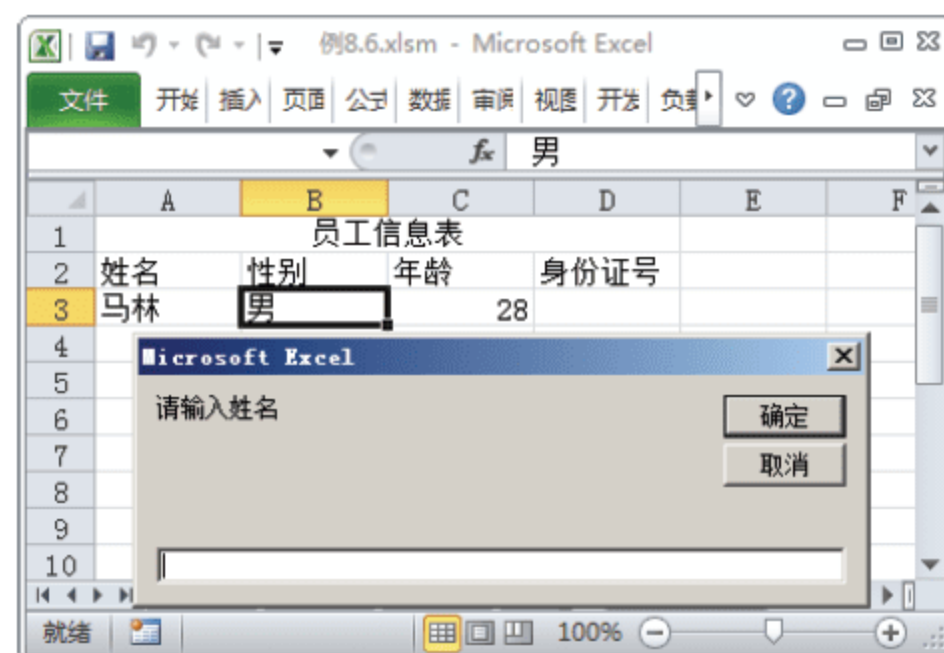 例8.6.xlsm - Microsoft Excel
文件 开始 插入 页面 公式 数据 审阅 视图 开发
fx 男
A B C D E F
1 员工信息表
2 姓名 性别 年龄 身份证号
3 马林 男 28
4 Microsoft Excel
5
请输入姓名 确定
6
7 取消
8
9
10
就绪 100%